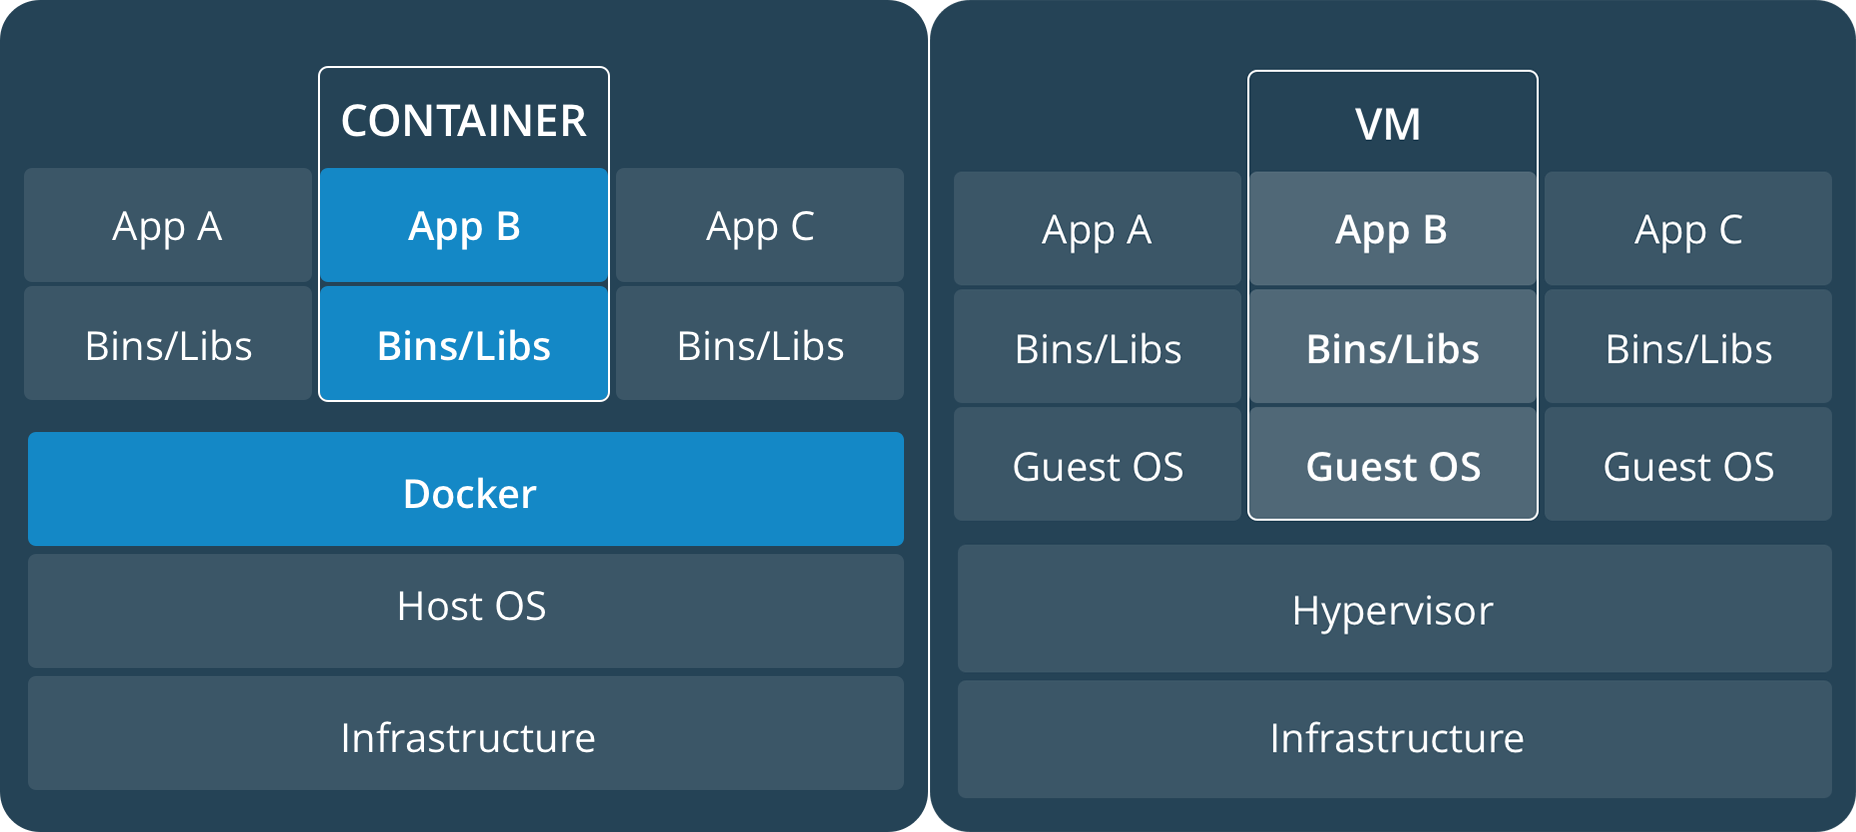 CONTAINER
App A
App B
App C
Bins/Libs
Bins/Libs
Bins/Libs
Docker
Host OS
Infrastructure
VM
App A
App B
App C
Bins/Libs
Bins/Libs
Bins/Libs
Guest OS
Guest OS
Guest OS
Hypervisor
Infrastructure